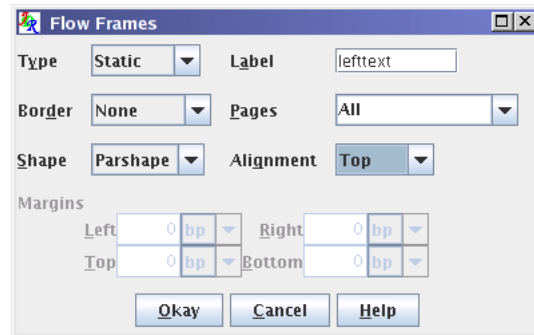 Flow Frames
Type Static Label lefttext
Border None Pages All
Shape Parshape Alignment Top
Margins
Left 0 bp Right 0 bp
Top 0 bp Bottom 0 bp
Okay Cancel Help